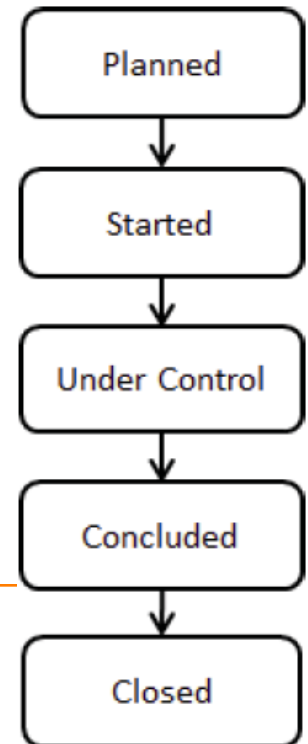 Planned
Started
Under Control
Concluded
Closed